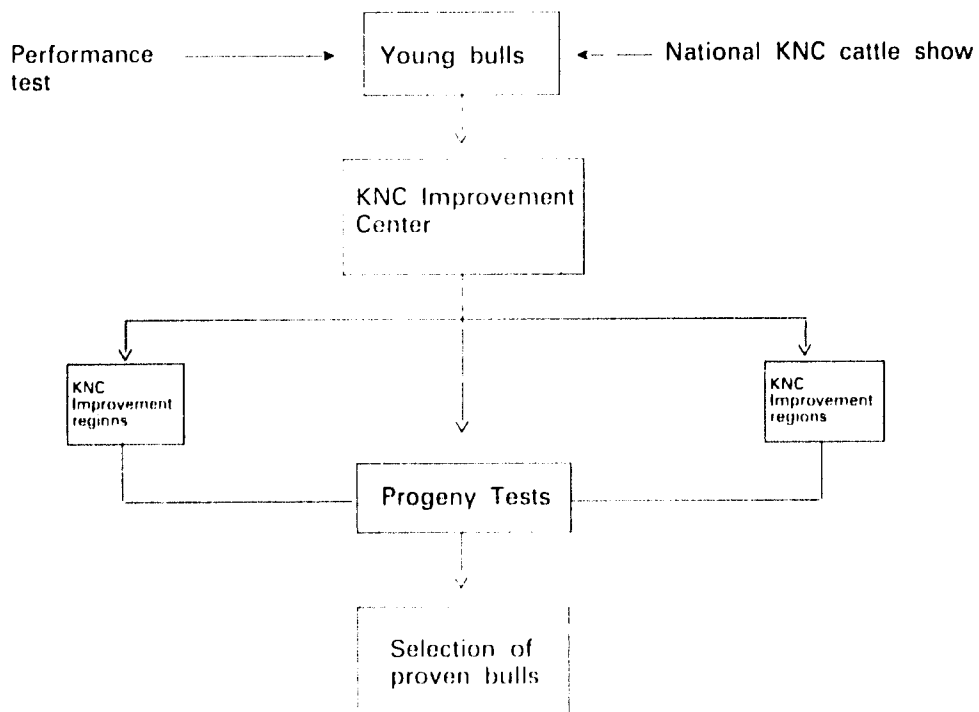 Performance
test
Young bulls
National KNC cattle show
KNC Improvement
Center
KNC
Improvement
reginns
KNC
Improvement
regions
Progeny Tests
Selection of
proven bulls